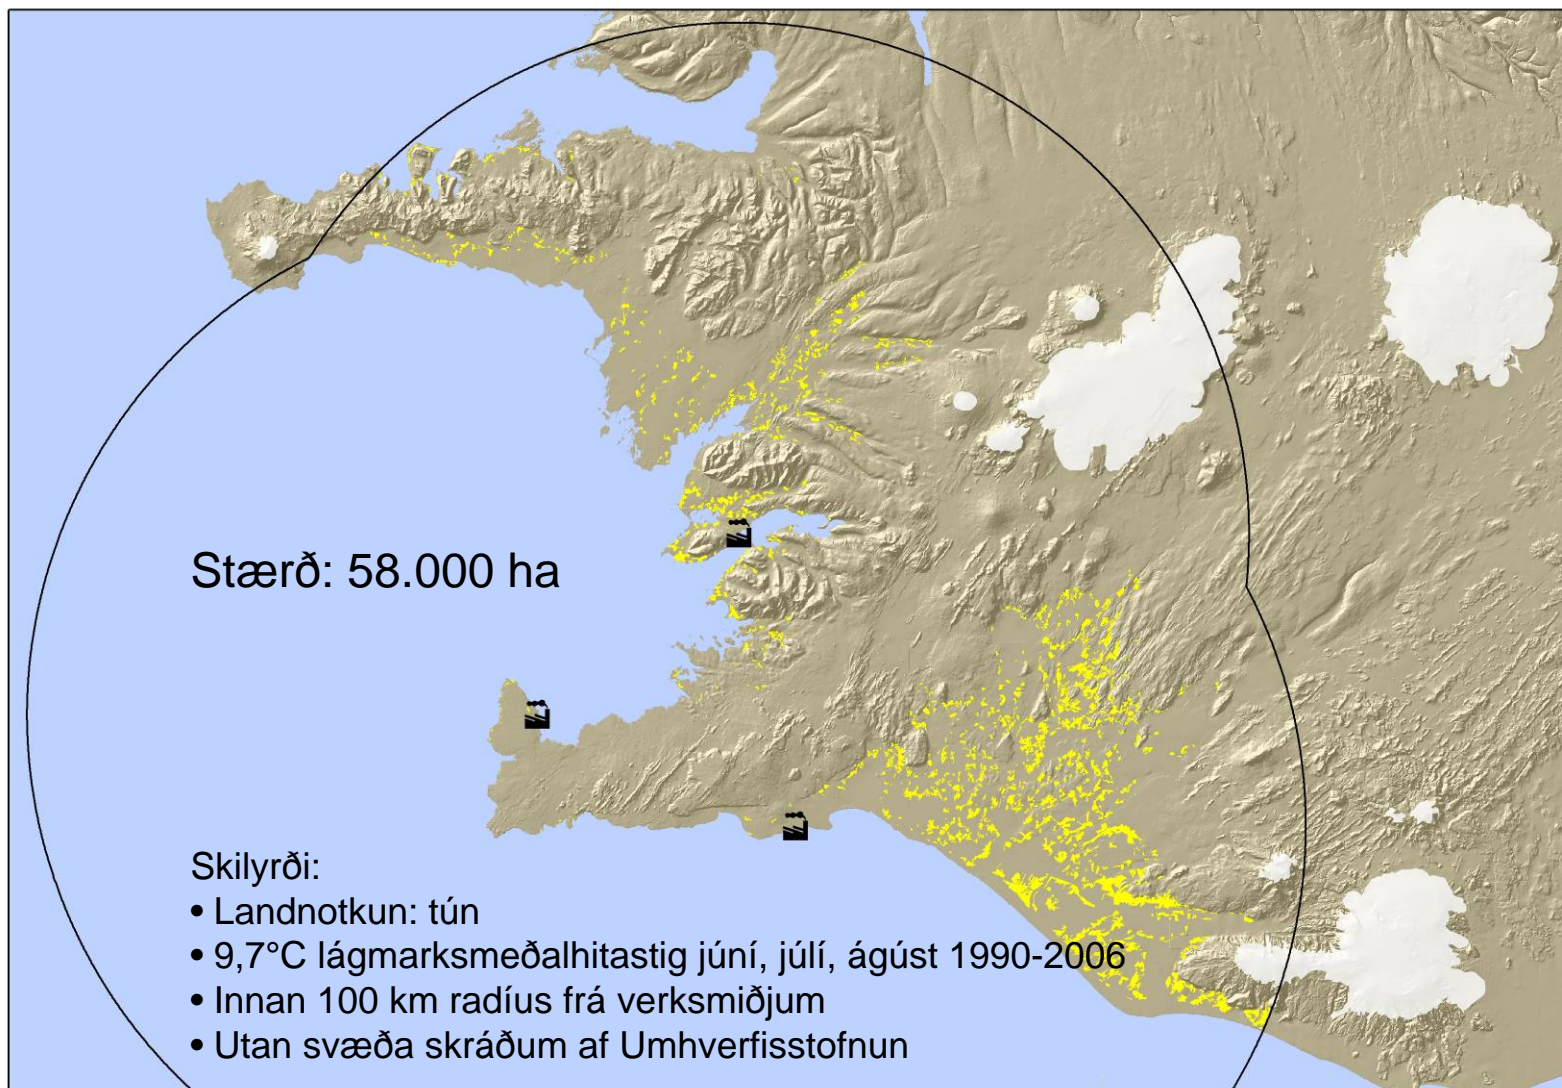 Stærð: 58.000 ha
Skilyrði:
• Landnotkun: tún
• 9,7°C lágmarksmeðalhitastig júní, júlí, ágúst 1990-2006
• Innan 100 km radíus frá verksmiðjum
• Utan svæða skráðum af Umhverfisstofnun